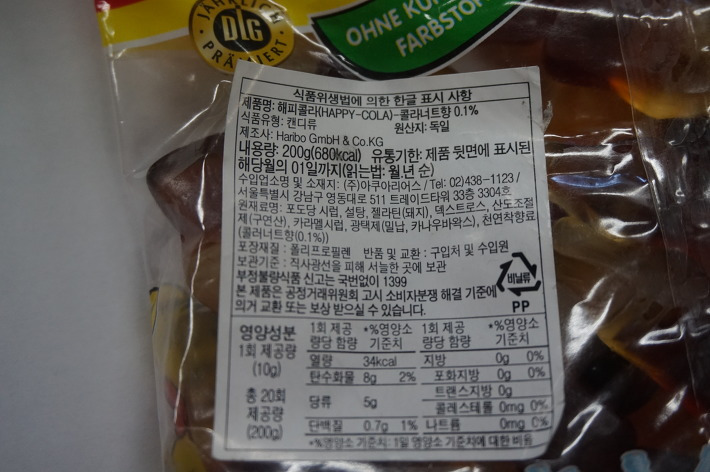 JÄHRLICH
DLG
PRÄMIERT
OHNE
FARBSTOF
식품위생법에 의한 한글 표시 사항
제품명: 해피콜라(HAPPY-COLA)-콜라너트향 0.1%
식품유형: 캔디류 원산지: 독일
제조사: Haribo GmbH & Co.KG
내용량: 200g(680kcal) 유통기한: 제품 뒷면에 표시된
해당월의 01일까지(읽는법: 월 년 순)
수입업소명 및 소재지: (주)아쿠아리어스 / Tel: 02)438-1123 /
서울특별시 강남구 영동대로 511 트레이드타워 33층 3304호
원재료명: 포도당 시럽, 설탕, 젤라틴(돼지), 덱스트로스, 산도조절
제(구연산), 카라멜시럽, 광택제(밀납, 카나우바왁스), 천연착향료
(콜러너트향(0.1%))
포장재질 : 폴리프로필렌 반품 및 교환 : 구입처 및 수입원
보관기준 : 직사광선을 피해 서늘한 곳에 보관
부정불량식품 신고는 국번없이 1399
본 제품은 공정거래위원회 고시 소비자분쟁 해결 기준에
의거 교환 또는 보상 받으실 수 있습니다.
비닐류
PP
영양성분
1회 제공량
(10g)
총 20회
제공량
(200g)
1회 제공 *%영양소 1회 제공 *%영양소
량당 함량 기준치 량당 함량 기준치
열량 34kcal 지방 0g 0%
탄수화물 8g 2% 포화지방 0g 0%
트랜스지방 0g
당류 5g 콜레스테롤 0mg 0%
단백질 0.7g 1% 나트륨 0mg 0%
*%영양소 기준치: 1일 영양소 기준치에 대한 비율